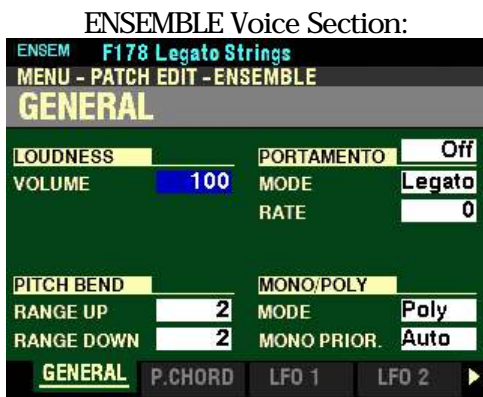 ENSEMBLE Voice Section:
ENSEM F178 Legato Strings
MENU - PATCH EDIT - ENSEMBLE
GENERAL
LOUDNESS
VOLUME 100
PORTAMENTO Off
MODE Legato
RATE 0
PITCH BEND
RANGE UP 2
RANGE DOWN 2
MONO/POLY
MODE Poly
MONO PRIOR. Auto
GENERAL P.CHORD LFO 1 LFO 2